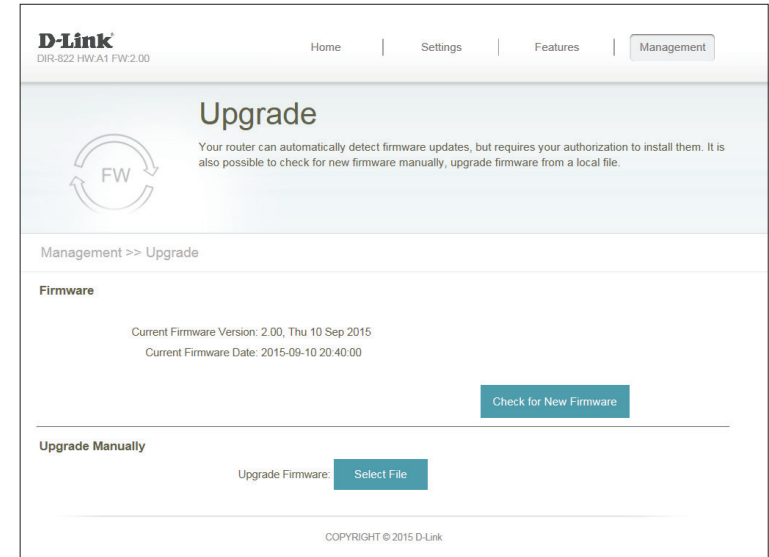 D-Link
DIR-822 HW:A1 FW:2.00
Home
Settings
Features
Management
Upgrade
Your router can automatically detect firmware updates, but requires your authorization to install them. It is
also possible to check for new firmware manually, upgrade firmware from a local file.
FW
Management >> Upgrade
Firmware
Current Firmware Version: 2.00, Thu 10 Sep 2015
Current Firmware Date: 2015-09-10 20:40:00
Check for New Firmware
Upgrade Manually
Upgrade Firmware: Select File
COPYRIGHT © 2015 D-Link